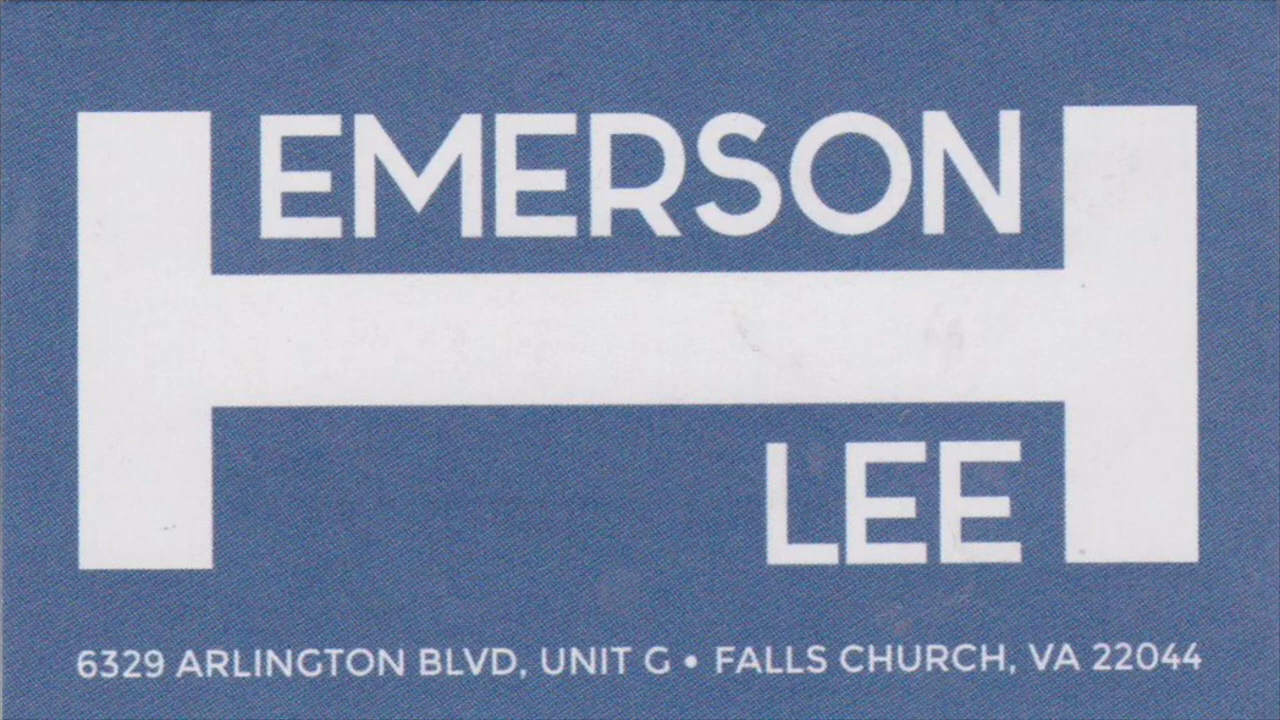 EMERSON
LEE
6329 ARLINGTON BLVD, UNIT G • FALLS CHURCH, VA 22044